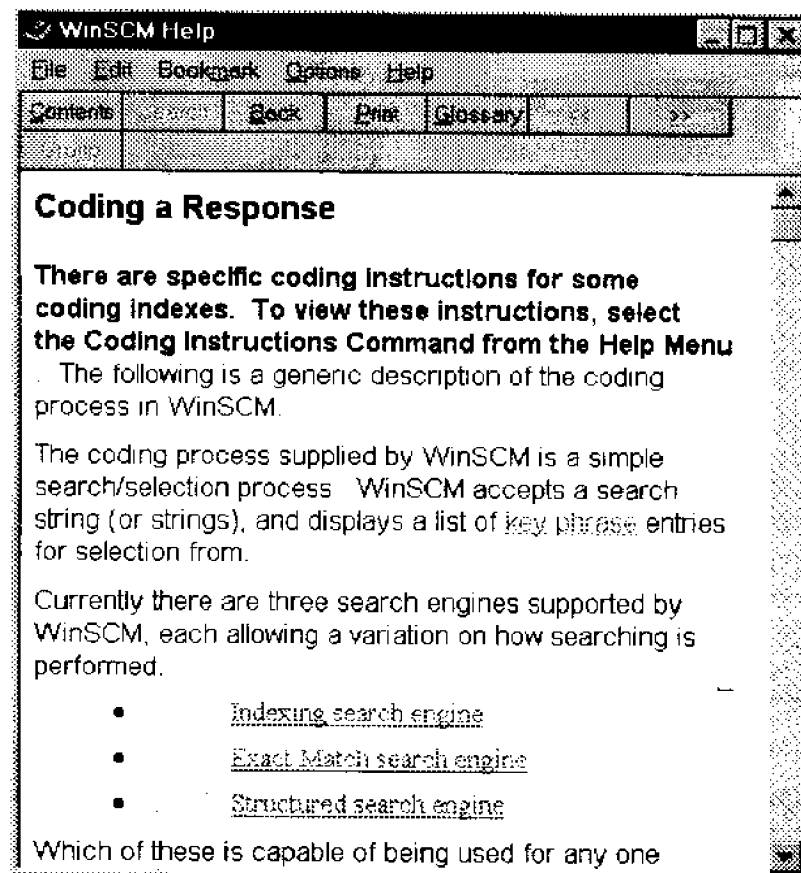 WinSCM Help
File Edit Bookmark Options Help
Contents Search Back Print Glossary >>
Coding a Response
There are specific coding instructions for some
coding indexes. To view these instructions, select
the Coding Instructions Command from the Help Menu
. The following is a generic description of the coding
process in WinSCM.
The coding process supplied by WinSCM is a simple
search/selection process WinSCM accepts a search
string (or strings), and displays a list of key phrase entries
for selection from.
Currently there are three search engines supported by
WinSCM, each allowing a variation on how searching is
performed.
• Indexing search engine
• Exact Match search engine
• Structured search engine
Which of these is capable of being used for any one